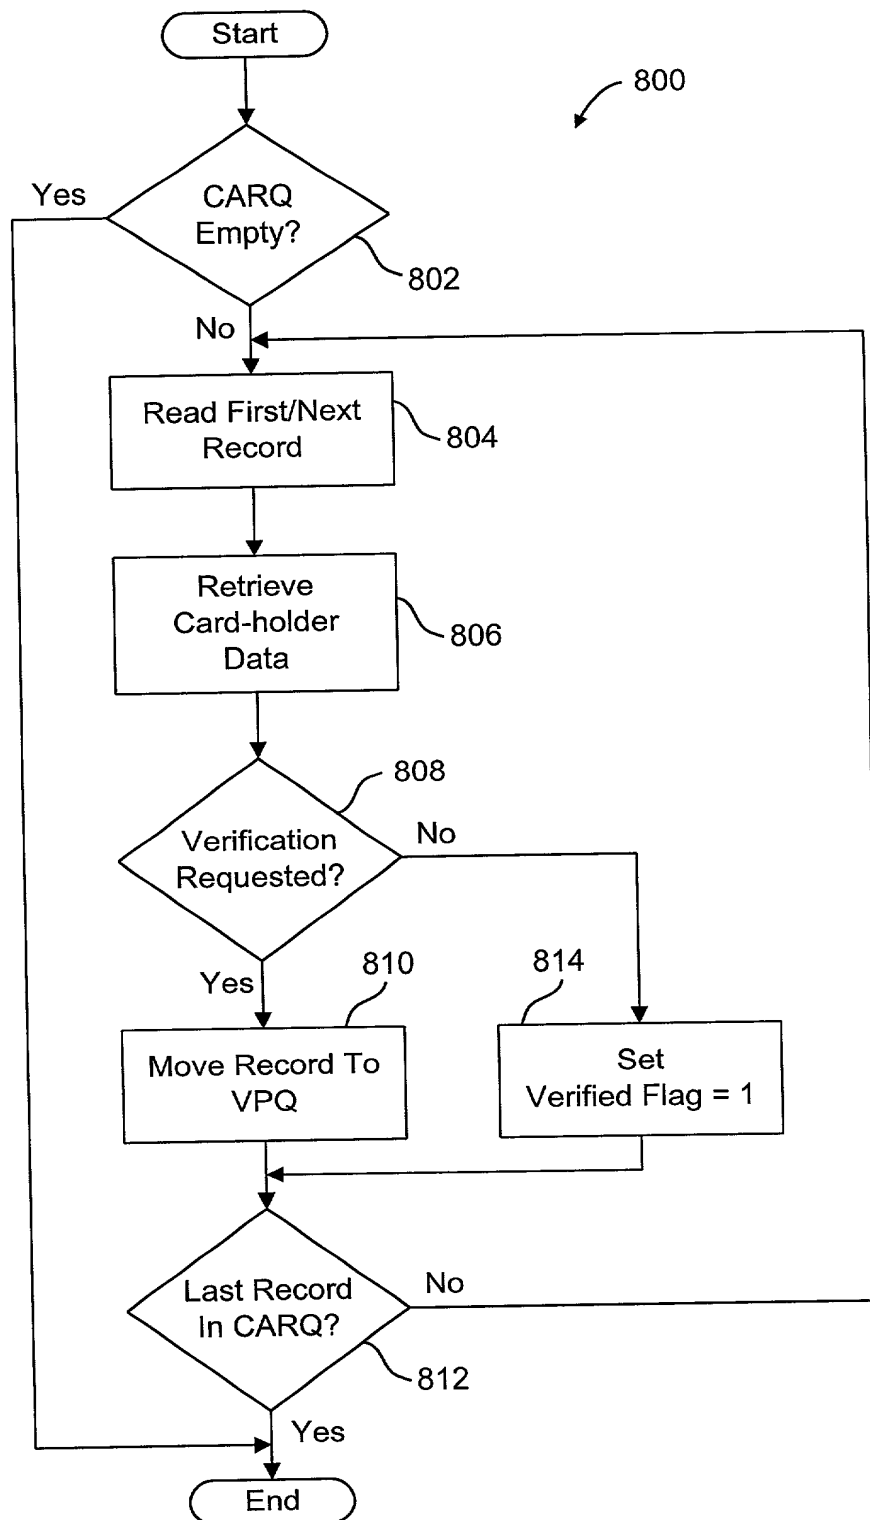 Start
800
Yes
CARQ
Empty?
802
No
Read First/Next
Record
804
Retrieve
Card-holder
Data
806
808
Verification
Requested?
No
Yes
810
814
Move Record To
VPQ
Set
Verified Flag = 1
Last Record
In CARQ?
No
812
Yes
End